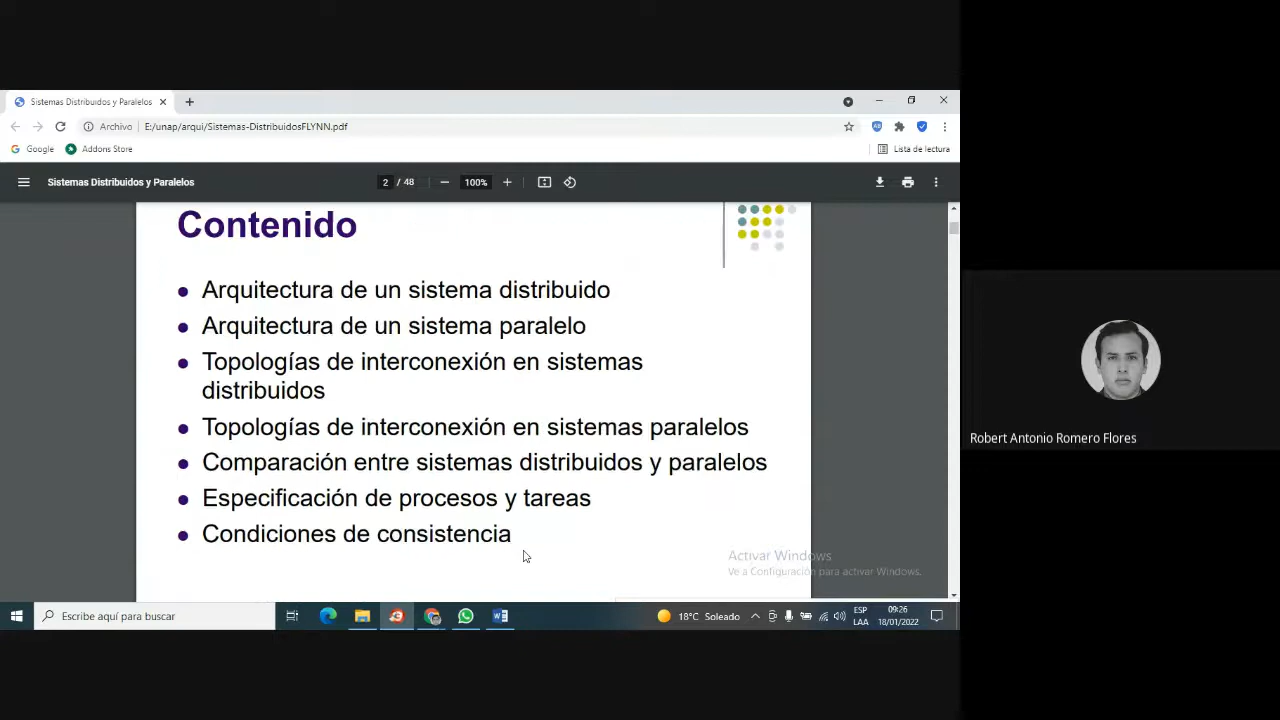 Sistemas Distribuidos y Paralelos
Archivo
E:/unap/arqui/Sistemas-DistribuidosFLYNN.pdf
Google
Addons Store
Lista de lectura
Sistemas Distribuidos y Paralelos
2 / 48
100%
Contenido
Arquitectura de un sistema distribuido
Arquitectura de un sistema paralelo
Topologías de interconexión en sistemas
distribuidos
Topologías de interconexión en sistemas paralelos
Comparación entre sistemas distribuidos y paralelos
Especificación de procesos y tareas
Condiciones de consistencia
Activar Windows
Ve a Configuración para activar Windows.
Robert Antonio Romero Flores
Escribe aquí para buscar
18°C Soleado
ESP
LAA
09:26
18/01/2022